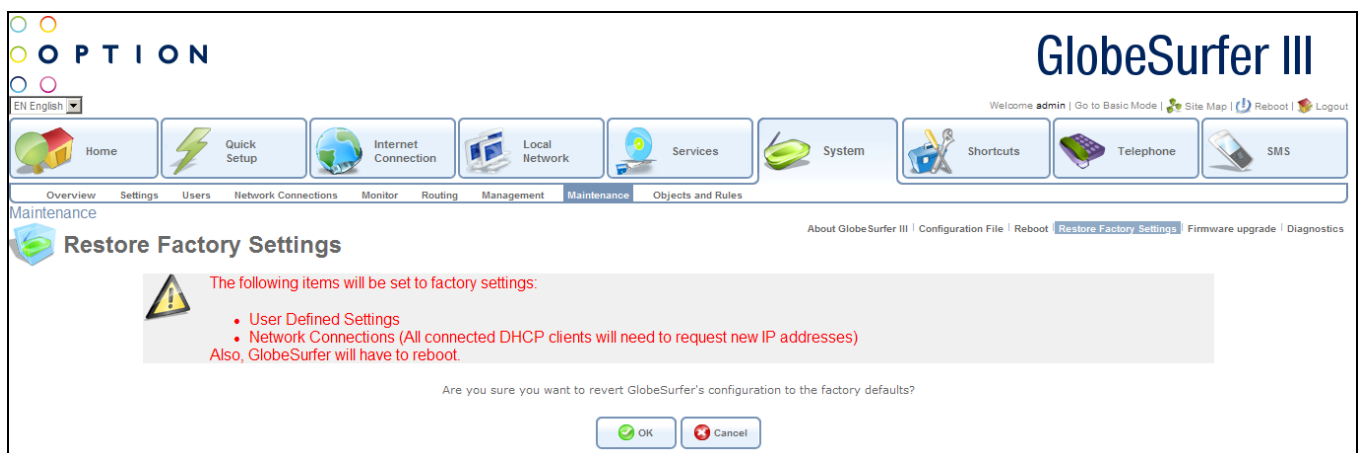 OPTION
GlobeSurfer III
EN English
Welcome admin | Go to Basic Mode | Site Map | Reboot | Logout
Home
Quick Setup
Internet Connection
Local Network
Services
System
Shortcuts
Telephone
SMS
Overview Settings Users Network Connections Monitor Routing Management Maintenance Objects and Rules
Maintenance
About GlobeSurfer III | Configuration File | Reboot | Restore Factory Settings | Firmware upgrade | Diagnostics
Restore Factory Settings
The following items will be set to factory settings:
• User Defined Settings
• Network Connections (All connected DHCP clients will need to request new IP addresses)
Also, GlobeSurfer will have to reboot.
Are you sure you want to revert GlobeSurfer's configuration to the factory defaults?
OK Cancel